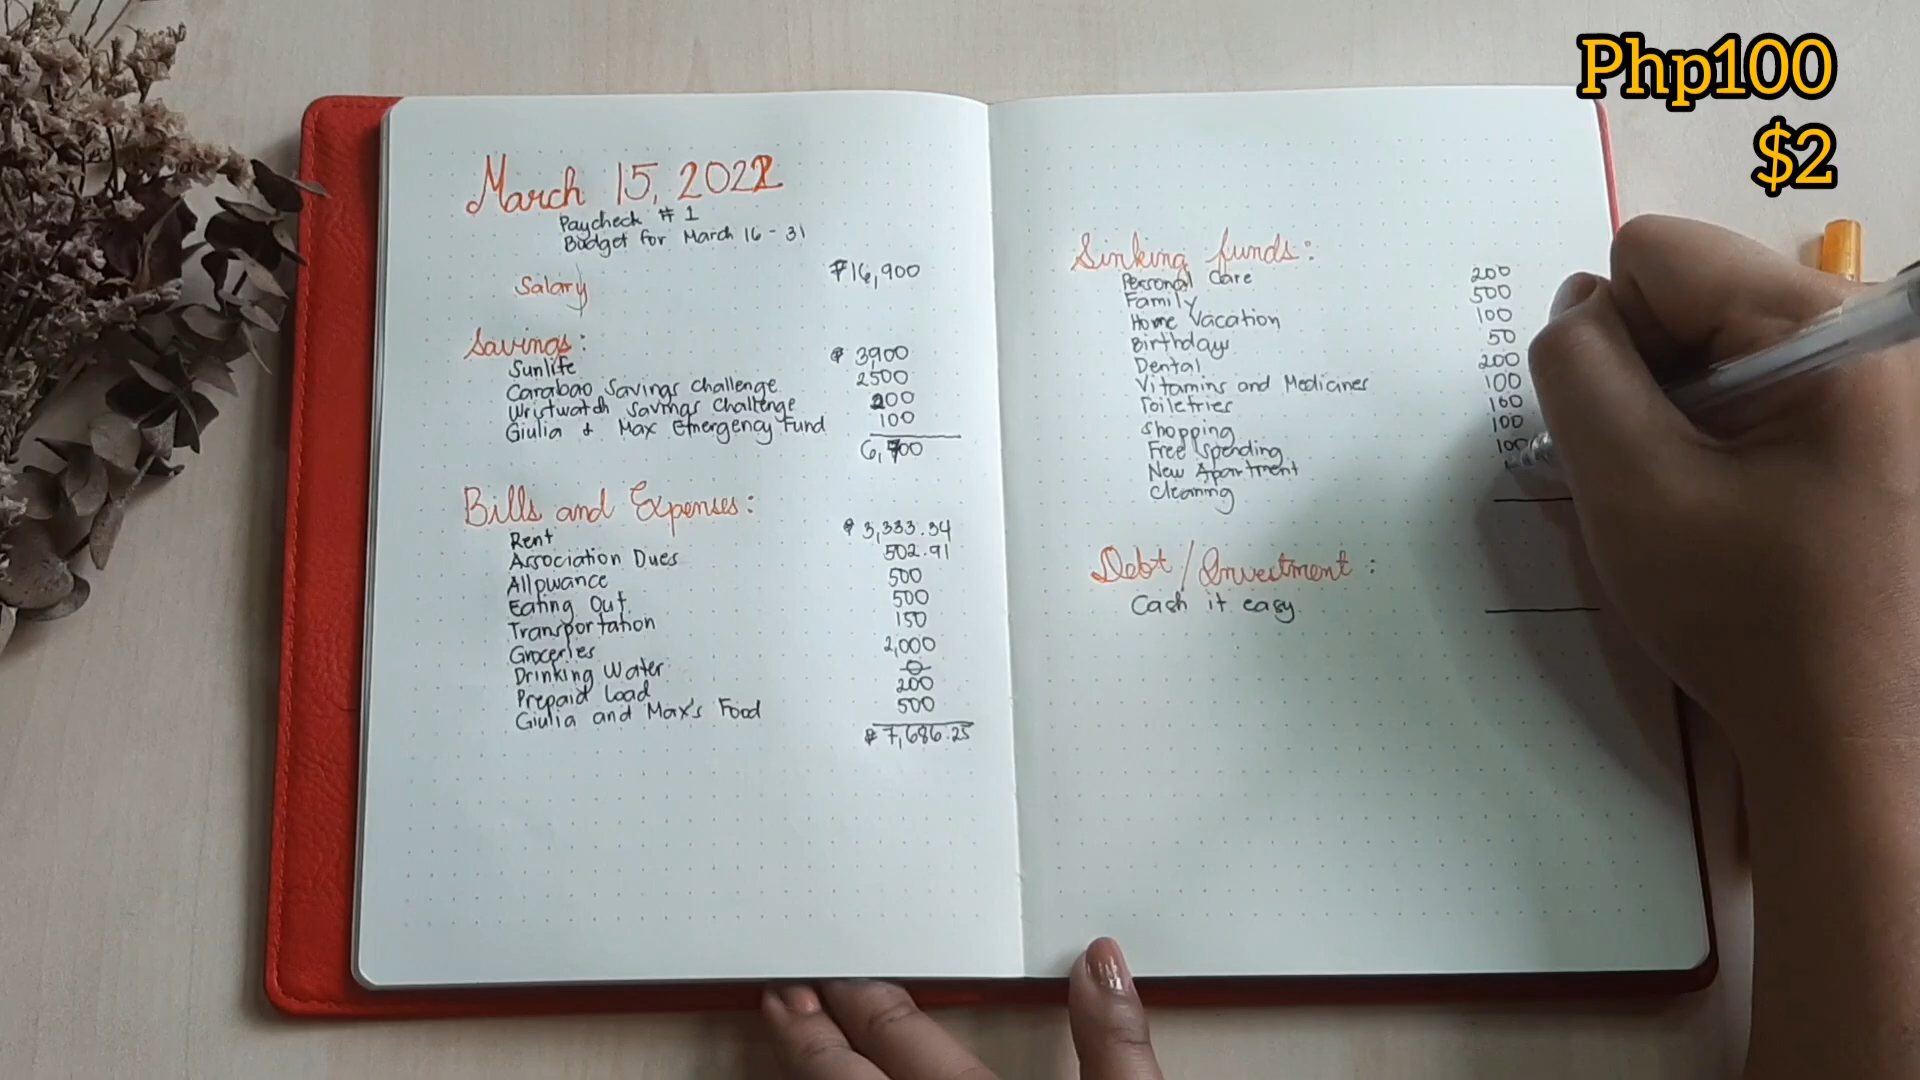 Php100
$2
March 15, 2022
Paycheck # 1
Budget for March 16 - 31
Salary ₱16,900
Savings:
Sunlife ₱ 3900
Carabao Savings Challenge 2500
Wristwatch Savings Challenge 200
Giulia & Max Emergency Fund 100
6,700
Bills and Expenses:
Rent ₱ 3,333.34
Association Dues 502.91
Allowance 500
Eating Out 500
Transportation 150
Groceries 2,000
Drinking Water 0
Prepaid load 200
Giulia and Max's Food 500
₱ 7,686.25
Sinking funds:
Personal Care 200
Family 500
Home Vacation 100
Birthdays 50
Dental 200
Vitamins and Medicines 100
Toiletries 100
Shopping 100
Free Spending 100
New Apartment
Cleaning
Debt/Investment:
Cash it easy